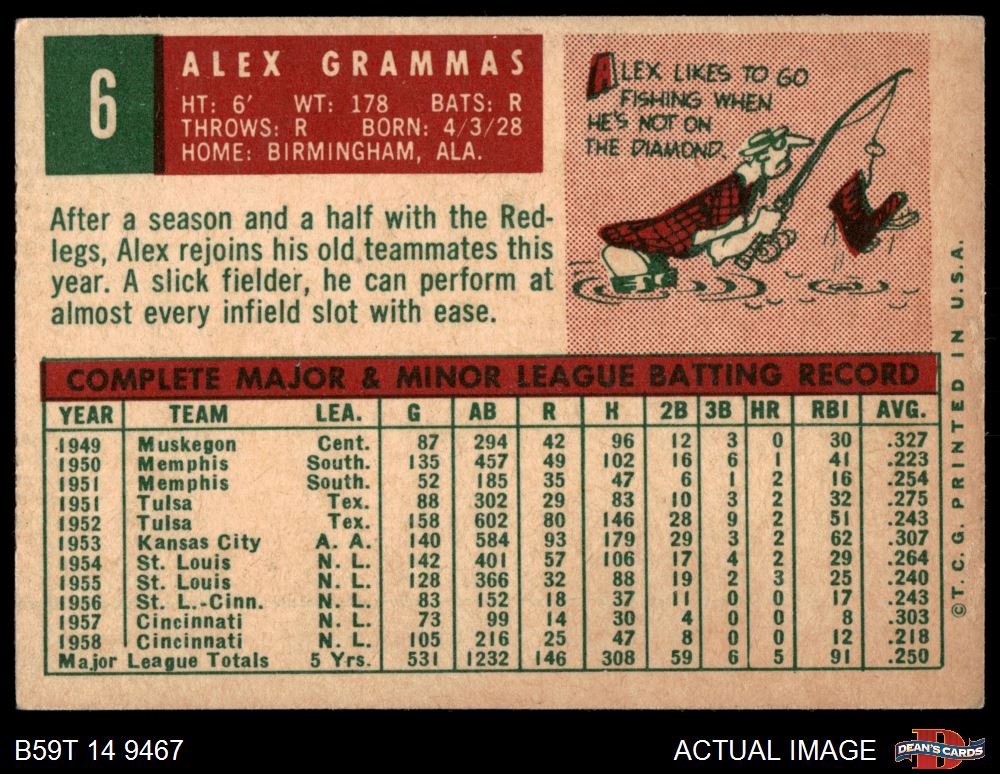 6
ALEX GRAMMAS
HT: 6' WT: 178 BATS: R
THROWS: R BORN: 4/3/28
HOME: BIRMINGHAM, ALA.
ALEX LIKES TO GO
FISHING WHEN
HE'S NOT ON
THE DIAMOND.
After a season and a half with the Red-
legs, Alex rejoins his old teammates this
year. A slick fielder, he can perform at
almost every infield slot with ease.
COMPLETE MAJOR & MINOR LEAGUE BATTING RECORD
YEAR TEAM LEA. G AB R H 2B 3B HR RBI AVG.
1949 Muskegon Cent. 87 294 42 96 12 3 0 30 .327
1950 Memphis South. 135 457 49 102 16 6 1 41 .223
1951 Memphis South. 52 185 35 47 6 1 2 16 .254
1951 Tulsa Tex. 88 302 29 83 10 3 2 32 .275
1952 Tulsa Tex. 158 602 80 146 28 9 2 51 .243
1953 Kansas City A. A. 140 584 93 179 29 3 2 62 .307
1954 St. Louis N. L. 142 401 57 106 17 4 2 29 .264
1955 St. Louis N. L. 128 366 32 88 19 2 3 25 .240
1956 St. L.-Cinn. N. L. 83 152 18 37 11 0 0 17 .243
1957 Cincinnati N. L. 73 99 14 30 4 0 0 8 .303
1958 Cincinnati N. L. 105 216 25 47 8 0 0 12 .218
Major League Totals 5 Yrs. 531 1232 146 308 59 6 5 91 .250
©T. C. G. PRINTED IN U.S.A.
B59T 14 9467
ACTUAL IMAGE
D
DEAN'S CARDS